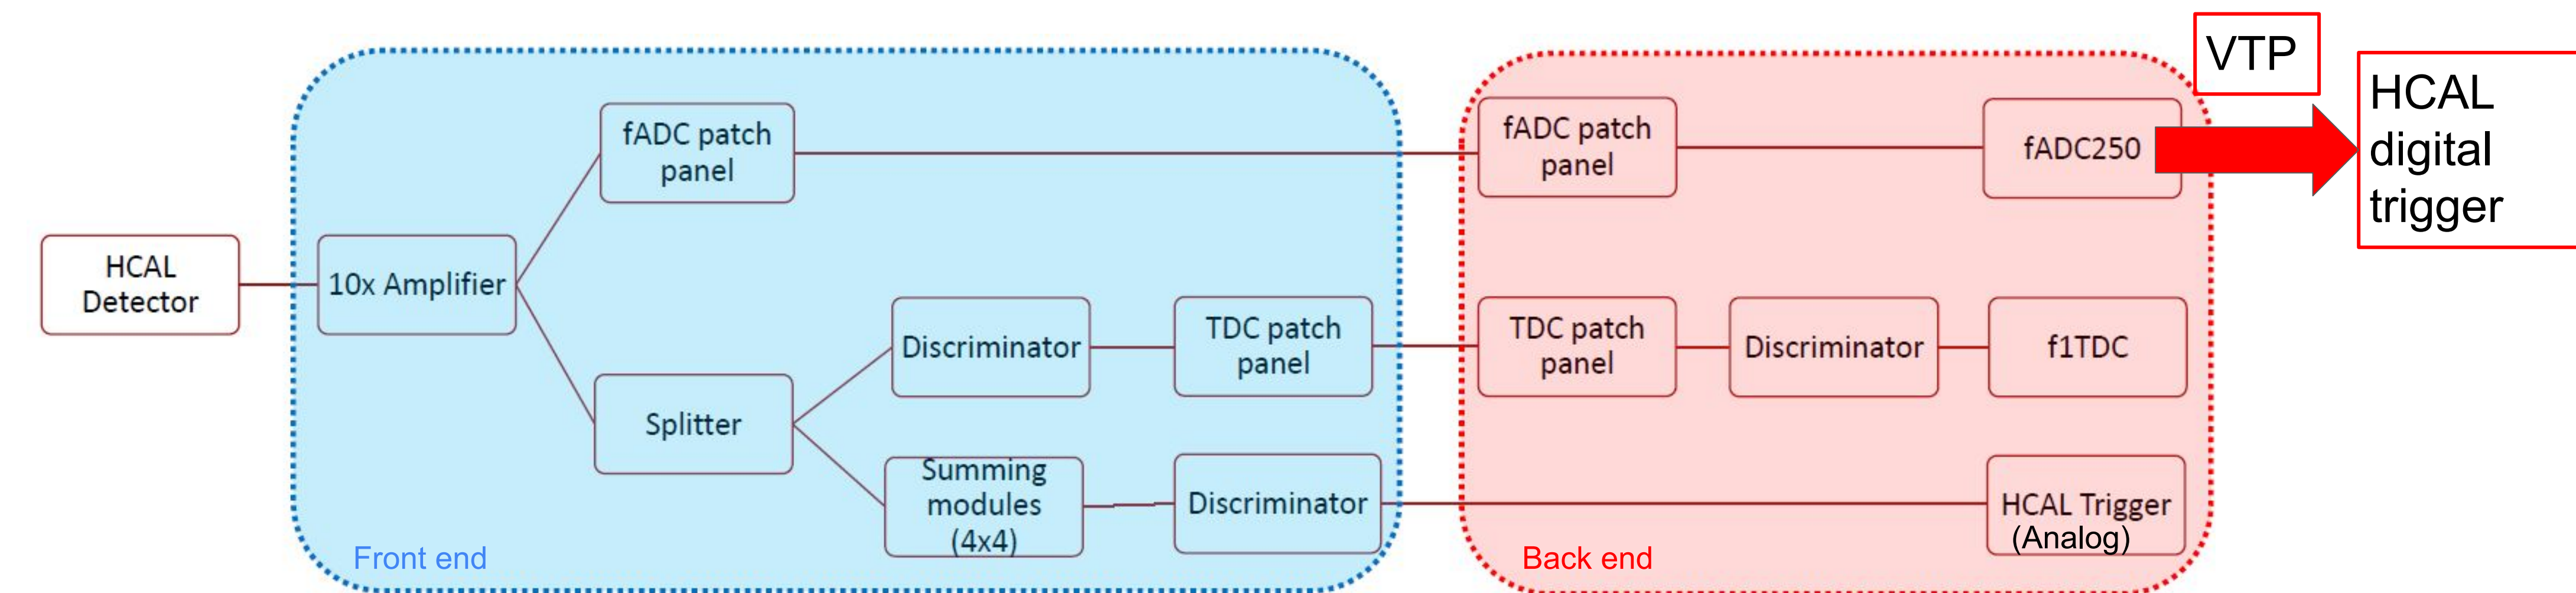 VTP
HCAL
digital
trigger
fADC patch
panel
fADC patch
panel
fADC250
HCAL
Detector
10x Amplifier
Discriminator
TDC patch
panel
TDC patch
panel
Discriminator
f1TDC
Splitter
Summing
modules
(4x4)
Discriminator
HCAL Trigger
(Analog)
Front end
Back end